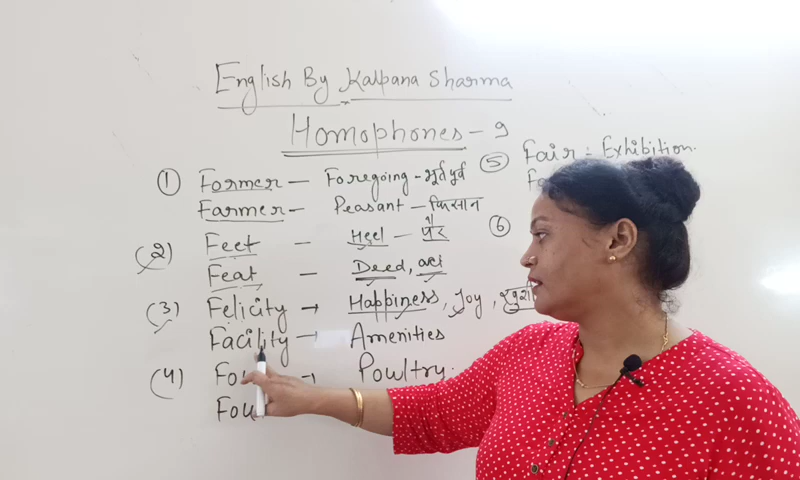 English By Kalpana Sharma
Homophones - 9
① Former — Foregoing - भूतपूर्व
Farmer — Peasant - किसान
(2) Feet — Heel - पैर
Feat — Deed, act
(3) Felicity → Happiness, Joy,
Facility → Amenities
(4) → Poultry.
⑤ Fair : Exhibition.
⑥